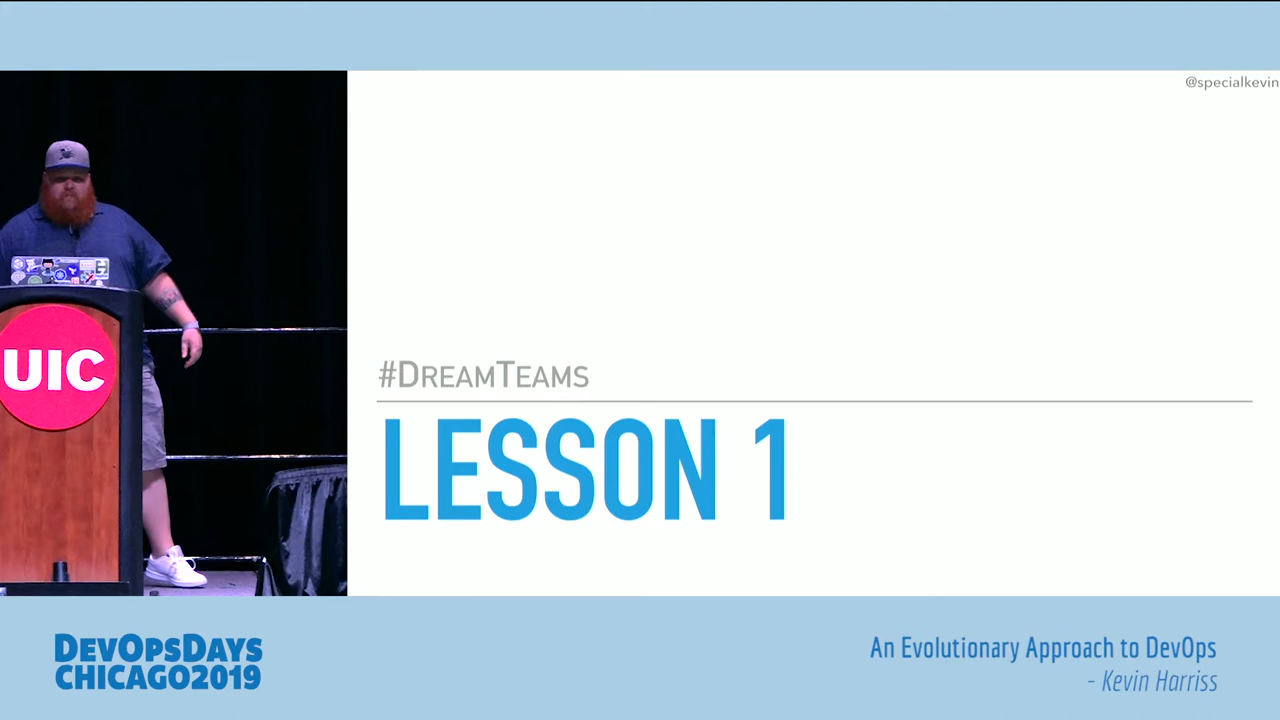 @specialkevin
#DREAMTEAMS
LESSON 1
UIC
DEVOPSDAYS
CHICAGO2019
An Evolutionary Approach to DevOps
- Kevin Harriss